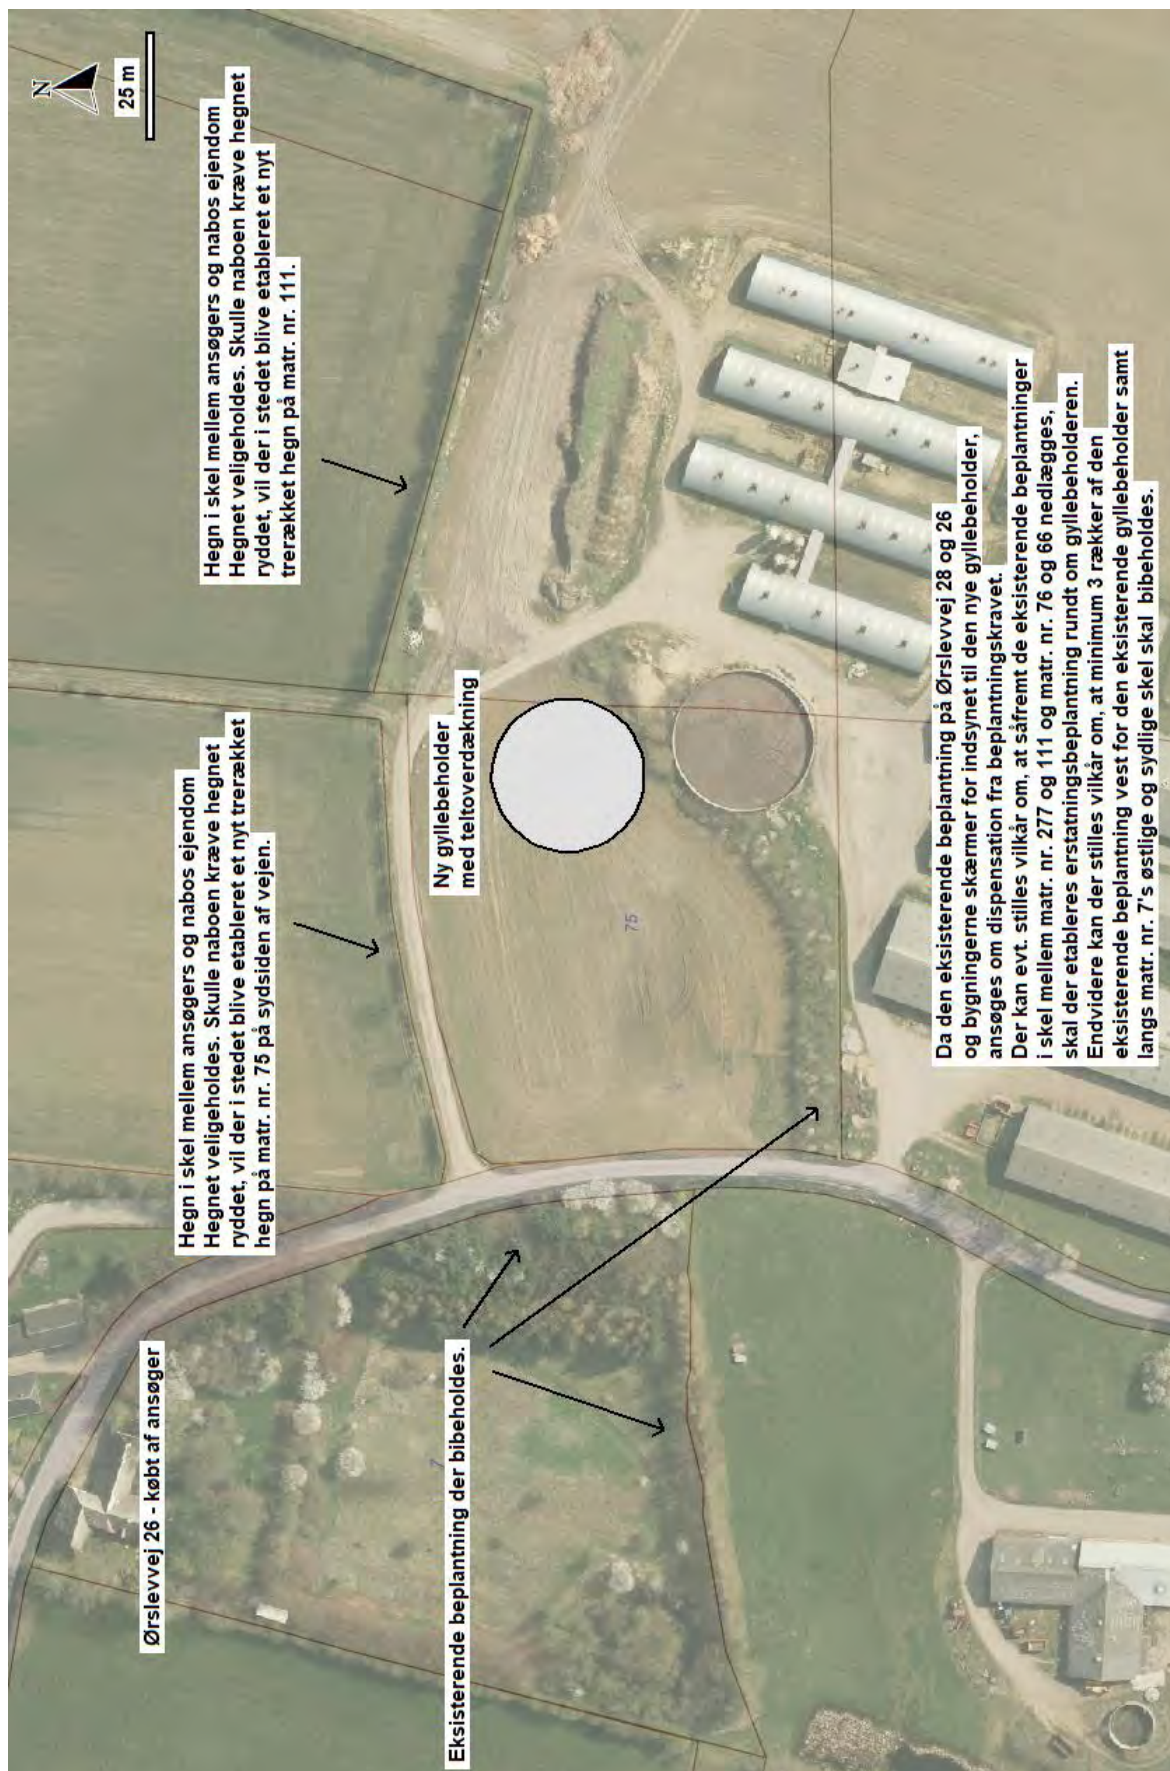 N
25 m
Hegn i skel mellem ansøgers og nabos ejendom
Hegnet veligeholdes. Skulle naboen kræve hegnet
ryddet, vil der i stedet blive etableret et nyt
trerækket hegn på matr. nr. 111.
Hegn i skel mellem ansøgers og nabos ejendom
Hegnet veligeholdes. Skulle naboen kræve hegnet
ryddet, vil der i stedet blive etableret et nyt trerækket
hegn på matr. nr. 75 på sydsiden af vejen.
Ørslevvej 26 - købt af ansøger
Ny gyllebeholder
med teltoverdækning
75
7
Eksisterende beplantning der bibeholdes.
Da den eksisterende beplantning på Ørslevvej 28 og 26
og bygningerne skærmer for indsynet til den nye gyllebeholder,
ansøges om dispensation fra beplantningskravet.
Der kan evt. stilles vilkår om, at såfremt de eksisterende beplantninger
i skel mellem matr. nr. 277 og 111 og matr. nr. 76 og 66 nedlægges,
skal der etableres erstatningsbeplantning rundt om gyllebeholderen.
Endvidere kan der stilles vilkår om, at minimum 3 rækker af den
eksisterende beplantning vest for den eksisterende gyllebeholder samt
langs matr. nr. 7's østlige og sydlige skel skal bibeholdes.